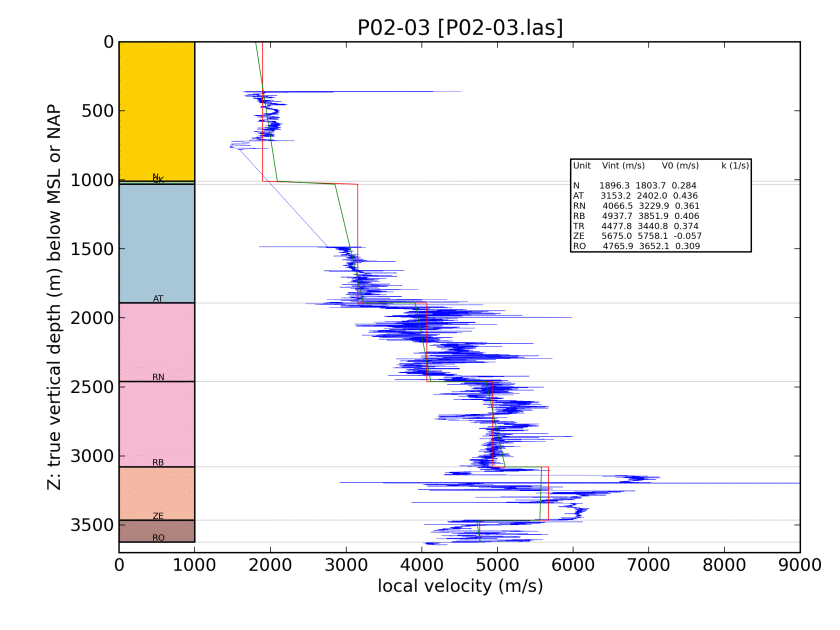 P02-03 [P02-03.las]
0
500
1000
1500
2000
2500
3000
3500
Z: true vertical depth (m) below MSL or NAP
N
CK
AT
RN
RB
ZE
RO
Unit Vint (m/s) V0 (m/s) k (1/s)
N 1896.3 1803.7 0.284
AT 3153.2 2402.0 0.436
RN 4066.5 3229.9 0.361
RB 4937.7 3851.9 0.406
TR 4477.8 3440.8 0.374
ZE 5675.0 5758.1 -0.057
RO 4765.9 3652.1 0.309
0 1000 2000 3000 4000 5000 6000 7000 8000 9000
local velocity (m/s)